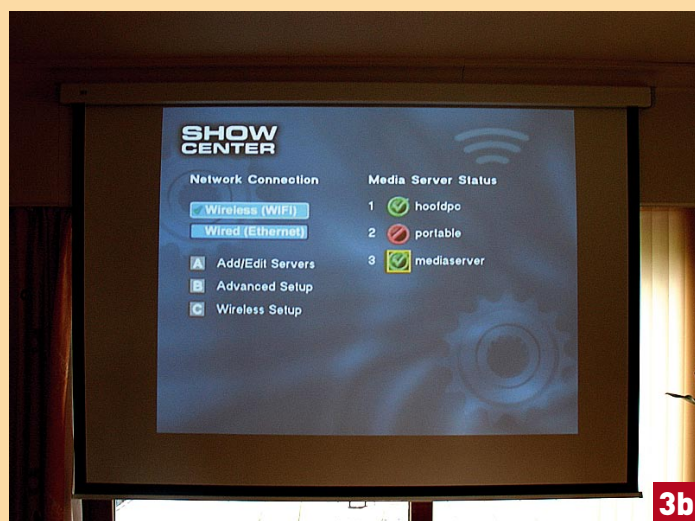 SHOW
CENTER
Network Connection
Wireless (WIFI)
Wired (Ethernet)
A Add/Edit Servers
B Advanced Setup
C Wireless Setup
Media Server Status
1 hoofdpc
2 portable
3 mediaserver
3b